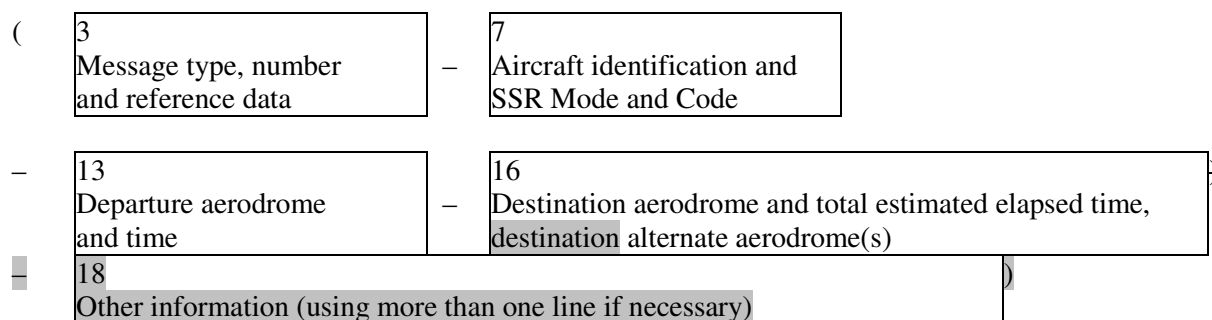 ( 3 7
Message type, number – Aircraft identification and
and reference data SSR Mode and Code
– 13 16 )
Departure aerodrome – Destination aerodrome and total estimated elapsed time,
and time destination alternate aerodrome(s)
– 18 )
Other information (using more than one line if necessary)